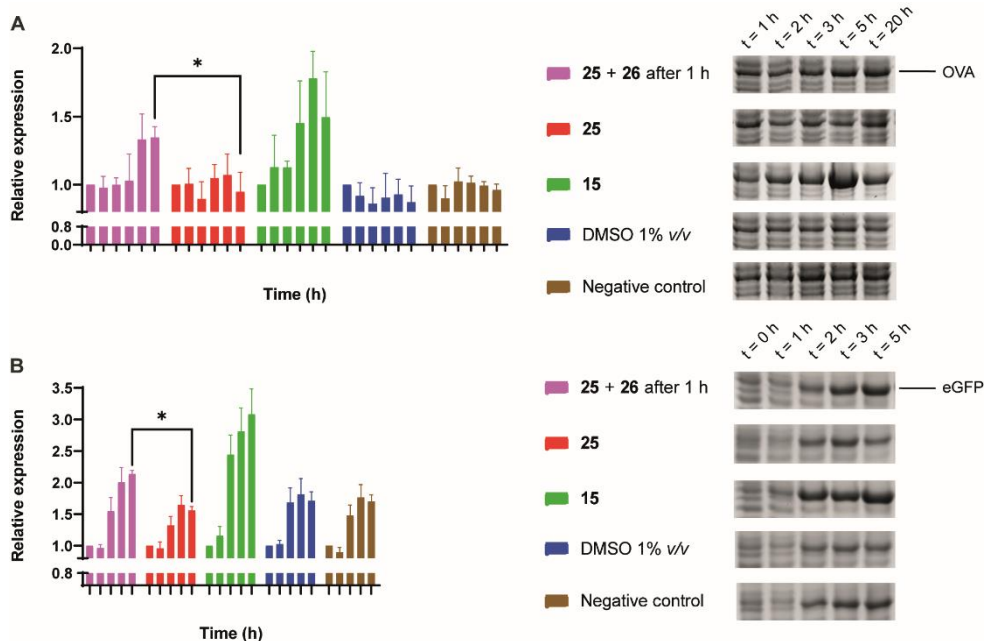 A
Relative expression
2.0
1.5
1.0
0.8
0.0
*
Time (h)
25 + 26 after 1 h
25
15
DMSO 1% v/v
Negative control
t = 1 h
t = 2 h
t = 3 h
t = 5 h
t = 20 h
OVA
B
Relative expression
3.5
3.0
2.5
2.0
1.5
1.0
0.8
*
Time (h)
25 + 26 after 1 h
25
15
DMSO 1% v/v
Negative control
t = 0 h
t = 1 h
t = 2 h
t = 3 h
t = 5 h
eGFP